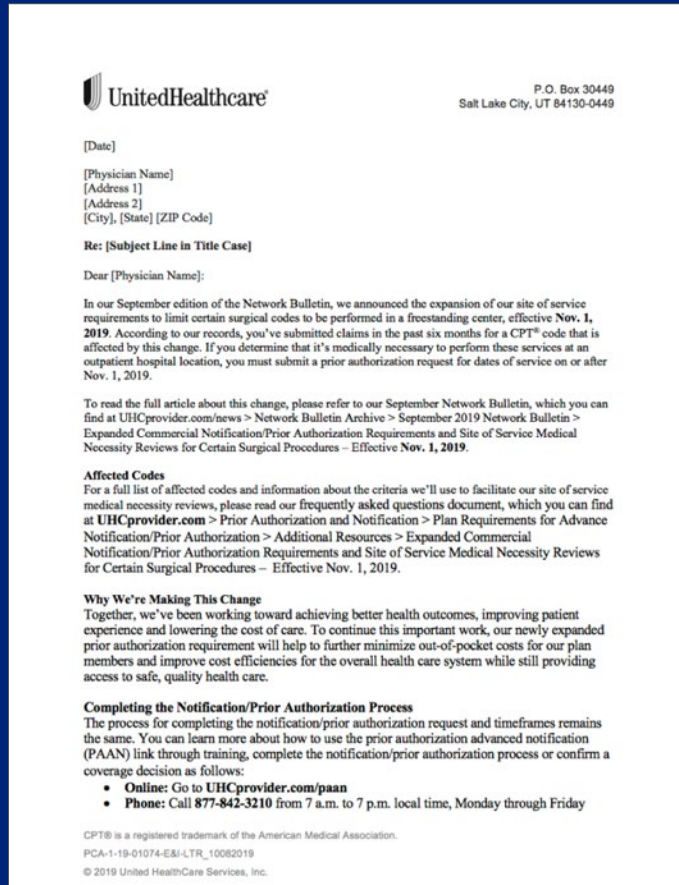 UnitedHealthcare®
P.O. Box 30449
Salt Lake City, UT 84130-0449
[Date]
[Physician Name]
[Address 1]
[Address 2]
[City], [State] [ZIP Code]
Re: [Subject Line in Title Case]
Dear [Physician Name]:
In our September edition of the Network Bulletin, we announced the expansion of our site of service
requirements to limit certain surgical codes to be performed in a freestanding center, effective Nov. 1,
2019. According to our records, you've submitted claims in the past six months for a CPT® code that is
affected by this change. If you determine that it's medically necessary to perform these services at an
outpatient hospital location, you must submit a prior authorization request for dates of service on or after
Nov. 1, 2019.
To read the full article about this change, please refer to our September Network Bulletin, which you can
find at UHCprovider.com/news > Network Bulletin Archive > September 2019 Network Bulletin >
Expanded Commercial Notification/Prior Authorization Requirements and Site of Service Medical
Necessity Reviews for Certain Surgical Procedures – Effective Nov. 1, 2019.
Affected Codes
For a full list of affected codes and information about the criteria we'll use to facilitate our site of service
medical necessity reviews, please read our frequently asked questions document, which you can find
at UHCprovider.com > Prior Authorization and Notification > Plan Requirements for Advance
Notification/Prior Authorization > Additional Resources > Expanded Commercial
Notification/Prior Authorization Requirements and Site of Service Medical Necessity Reviews
for Certain Surgical Procedures – Effective Nov. 1, 2019.
Why We're Making This Change
Together, we've been working toward achieving better health outcomes, improving patient
experience and lowering the cost of care. To continue this important work, our newly expanded
prior authorization requirement will help to further minimize out-of-pocket costs for our plan
members and improve cost efficiencies for the overall health care system while still providing
access to safe, quality health care.
Completing the Notification/Prior Authorization Process
The process for completing the notification/prior authorization request and timeframes remains
the same. You can learn more about how to use the prior authorization advanced notification
(PAAN) link through training, complete the notification/prior authorization process or confirm a
coverage decision as follows:
• Online: Go to UHCprovider.com/paan
• Phone: Call 877-842-3210 from 7 a.m. to 7 p.m. local time, Monday through Friday
CPT® is a registered trademark of the American Medical Association.
PCA-1-19-01074-E&I-LTR_10082019
© 2019 United HealthCare Services, Inc.